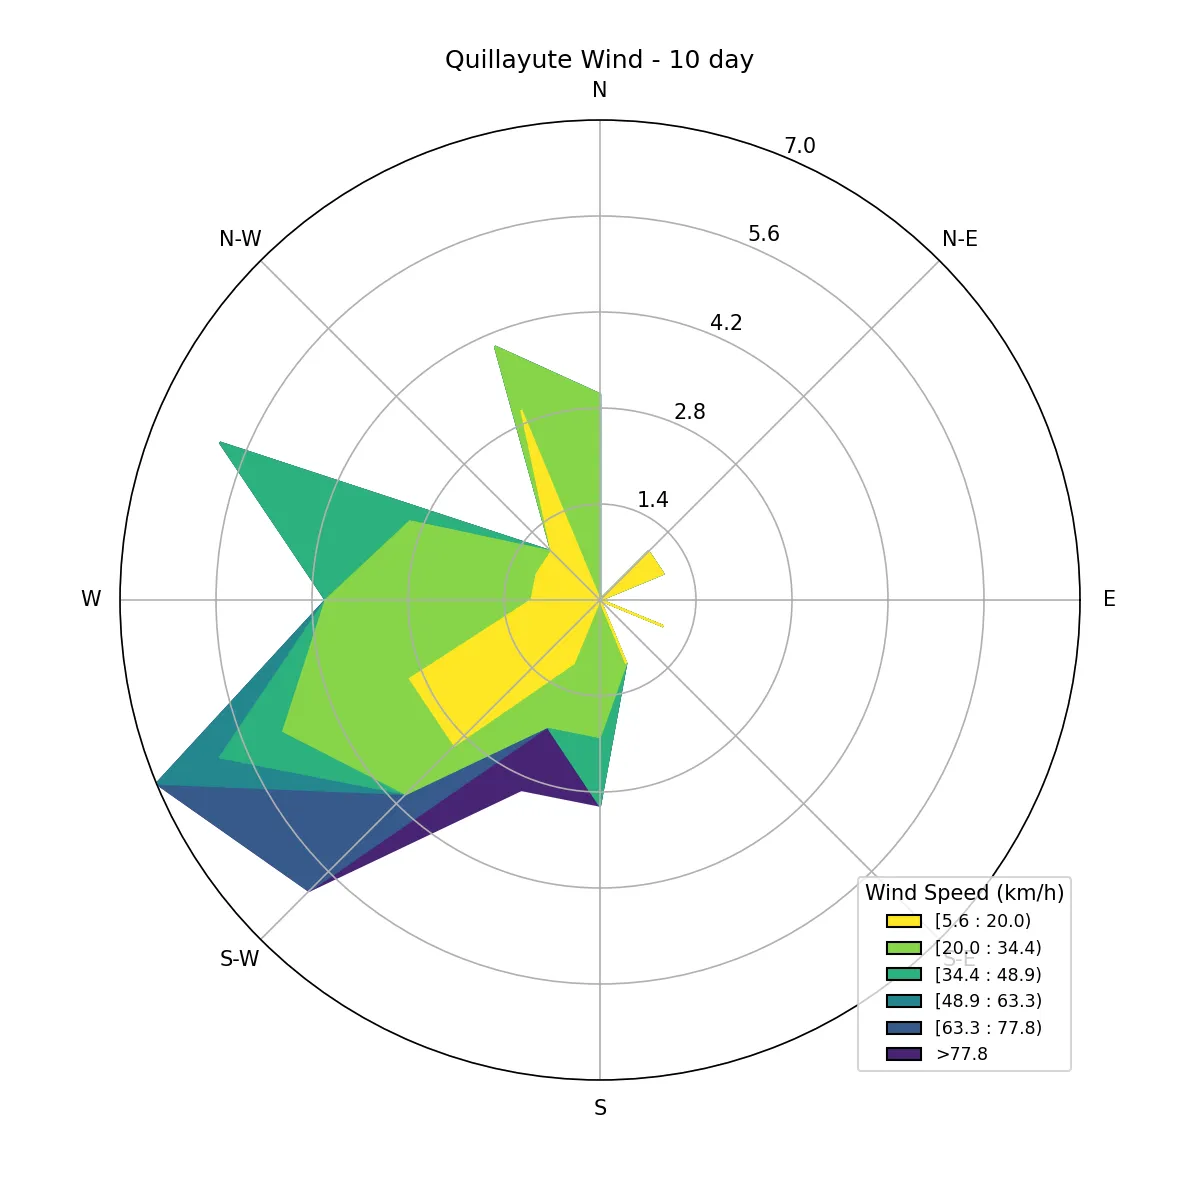 Quillayute Wind - 10 day
N
7.0
N-W
5.6
N-E
4.2
2.8
1.4
W
E
Wind Speed (km/h)
[5.6 : 20.0)
[20.0 : 34.4)
S-W
S-E
[34.4 : 48.9)
[48.9 : 63.3)
[63.3 : 77.8)
>77.8
S